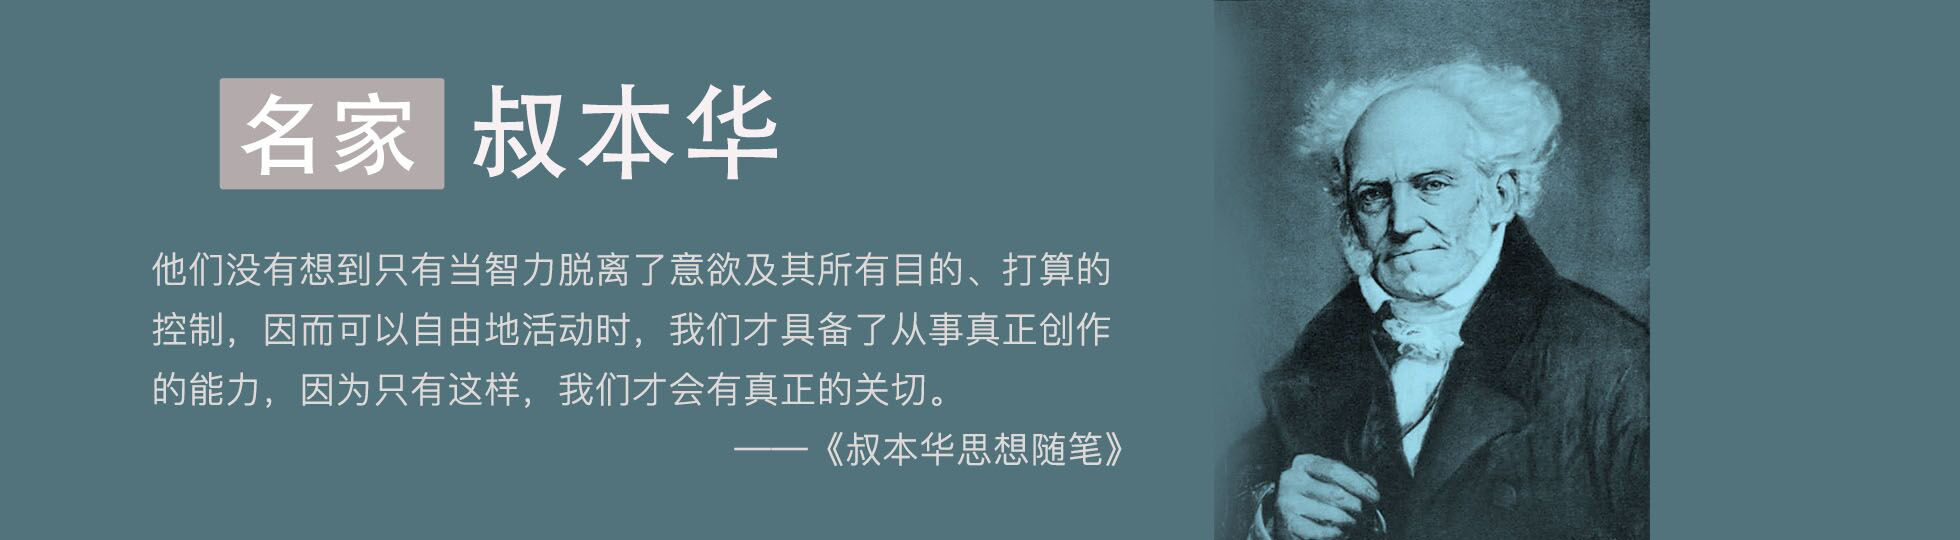 名家 叔本华
他们没有想到只有当智力脱离了意欲及其所有目的、打算的
控制，因而可以自由地活动时，我们才具备了从事真正创作
的能力，因为只有这样，我们才会有真正的关切。
——《叔本华思想随笔》